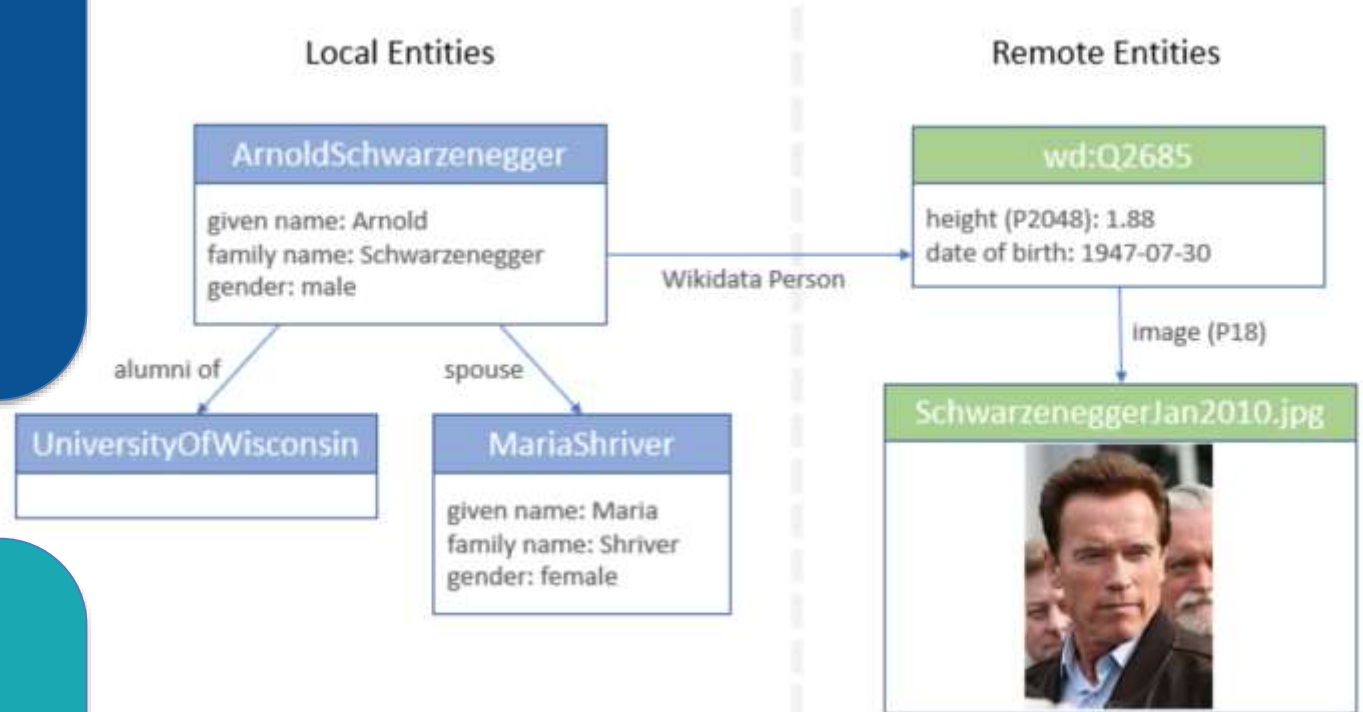 Local Entities
Remote Entities
ArnoldSchwarzenegger
given name: Arnold
family name: Schwarzenegger
gender: male
Wikidata Person
wd:Q2685
height (P2048): 1.88
date of birth: 1947-07-30
image (P18)
alumni of
spouse
UniversityOfWisconsin
MariaShriver
given name: Maria
family name: Shriver
gender: female
SchwarzeneggerJan2010.jpg